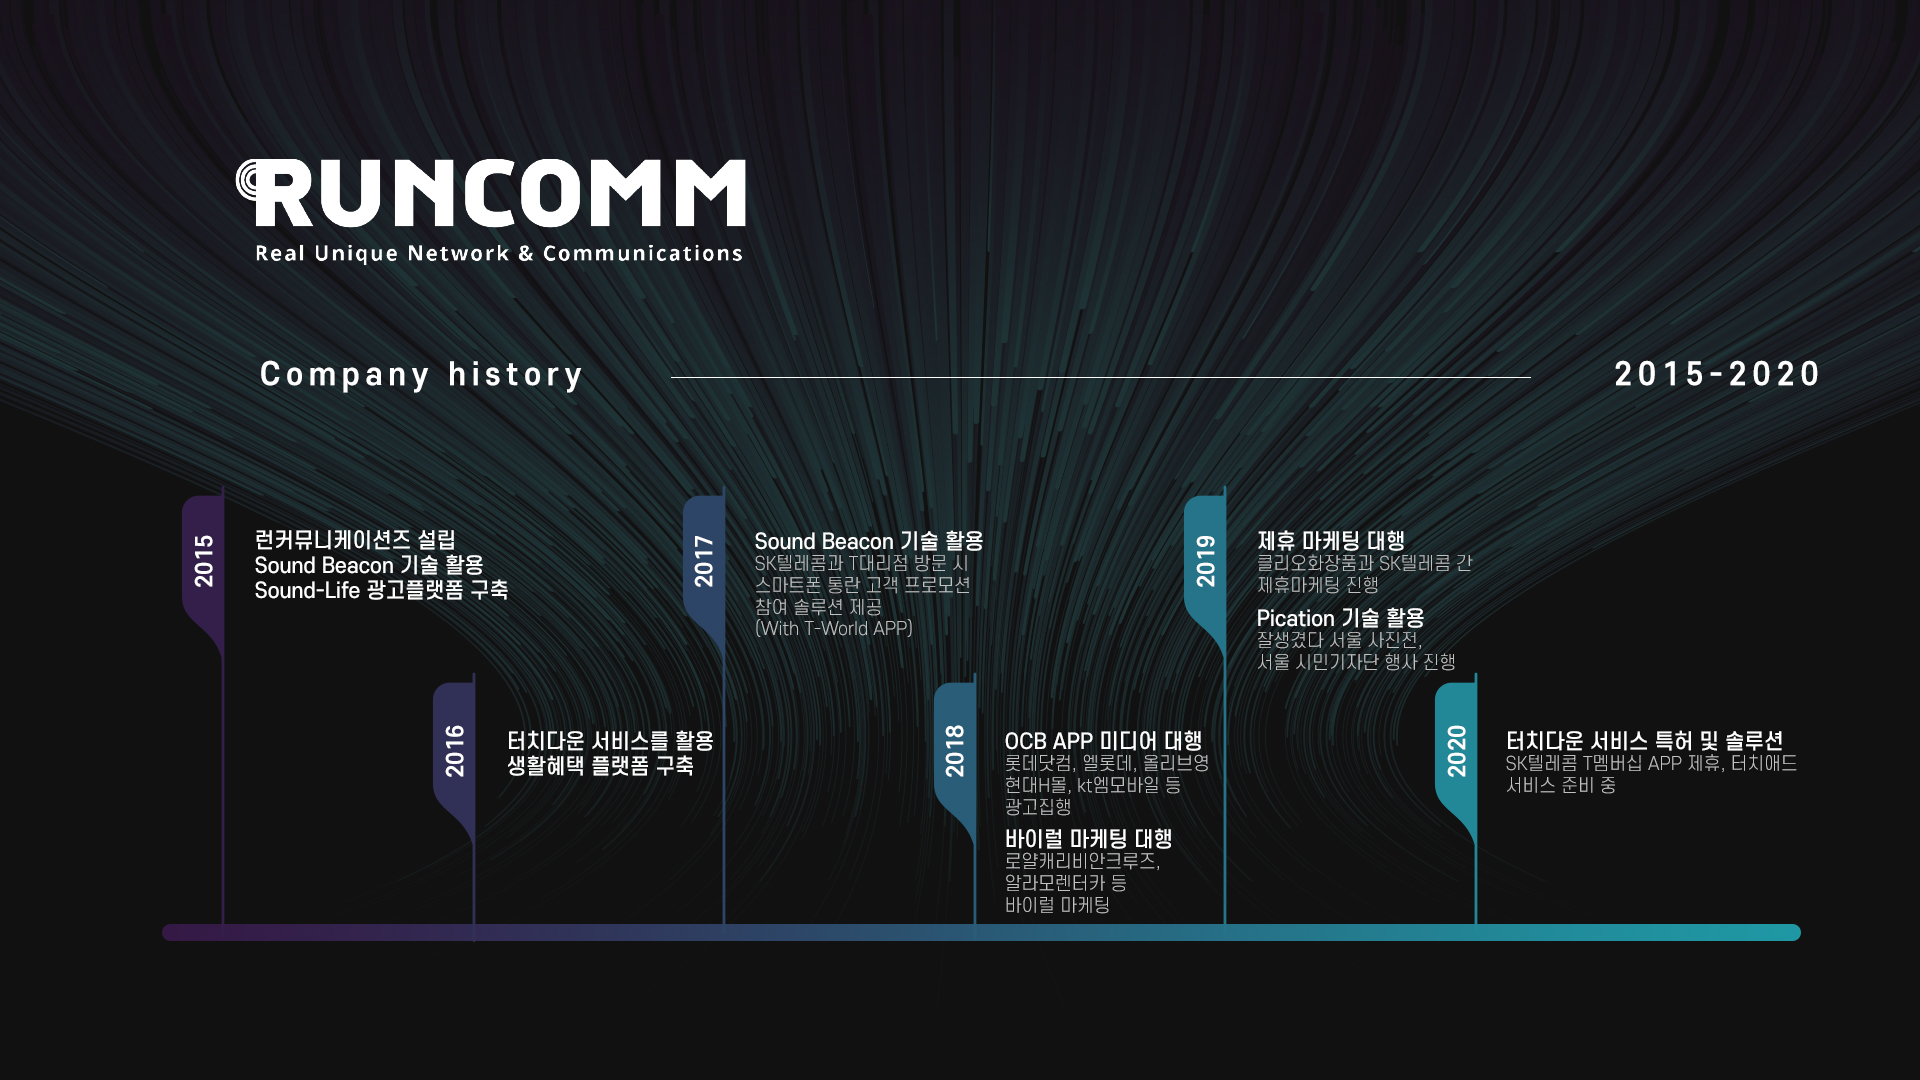 RUNCOMM
Real Unique Network & Communications
Company history
2015-2020
2015
런커뮤니케이션즈 설립
Sound Beacon 기술 활용
Sound-Life 광고플랫폼 구축
2016
터치다운 서비스를 활용
생활혜택 플랫폼 구축
2017
Sound Beacon 기술 활용
SK텔레콤과 T대리점 방문 시
스마트폰 통란 고객 프로모션
참여 솔루션 제공
(With T-World APP)
2018
OCB APP 미디어 대행
롯데닷컴, 엘롯데, 올리브영
현대H몰, kt엠모바일 등
광고집행
바이럴 마케팅 대행
로얄캐리비안크루즈,
알라모렌터카 등
바이럴 마케팅
2019
제휴 마케팅 대행
클리오화장품과 SK텔레콤 간
제휴마케팅 진행
Pication 기술 활용
잘생겼다 서울 사진전,
서울 시민기자단 행사 진행
2020
터치다운 서비스 특허 및 솔루션
SK텔레콤 T멤버십 APP 제휴, 터치애드
서비스 준비 중